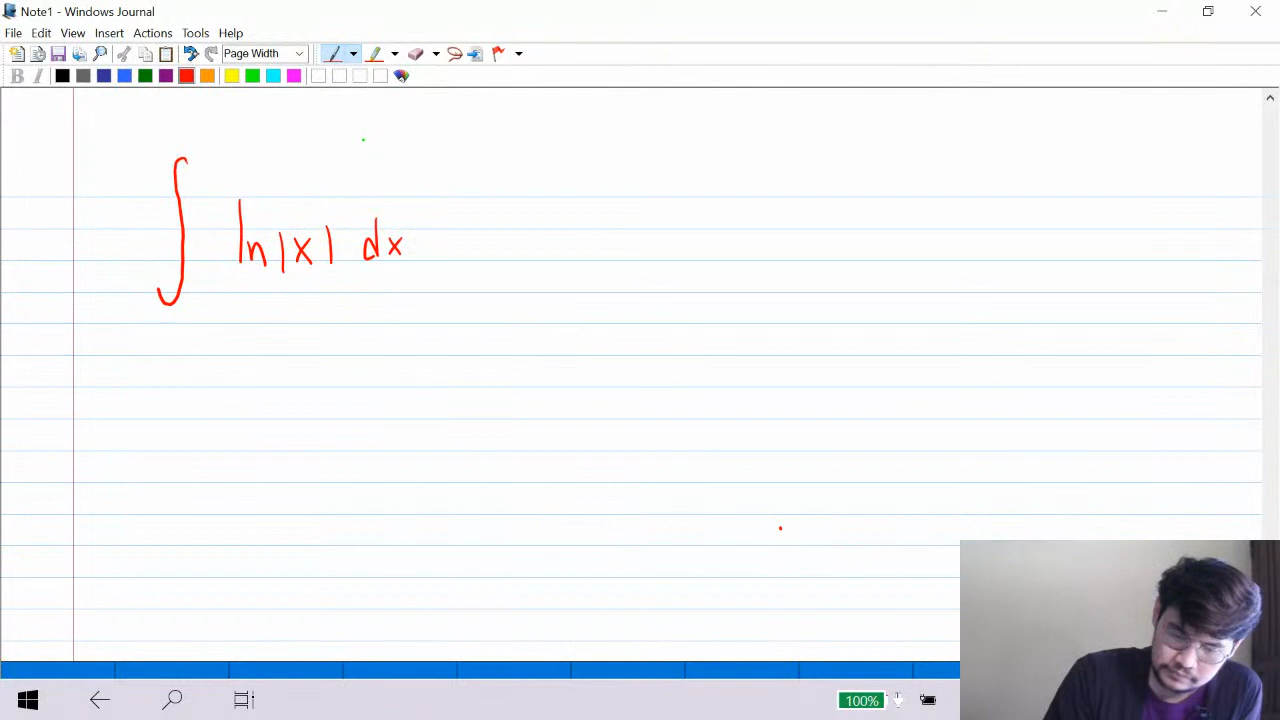 Note1 - Windows Journal
File Edit View Insert Actions Tools Help
Page Width
B I
∫ ln|x| dx
100%